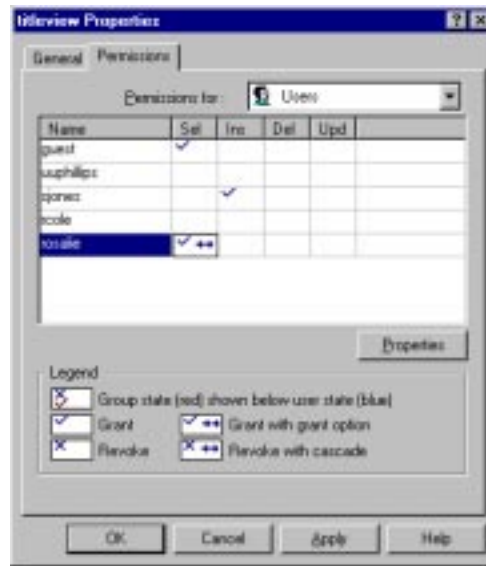 titleview Properties
General Permissions
Permissions for: Users
Name Sel Ins Del Upd
guest
uuphillips
sjones
rcole
rosalie
Properties
Legend
Group state (red) shown below user state (blue)
Grant Grant with grant option
Revoke Revoke with cascade
OK Cancel Apply Help